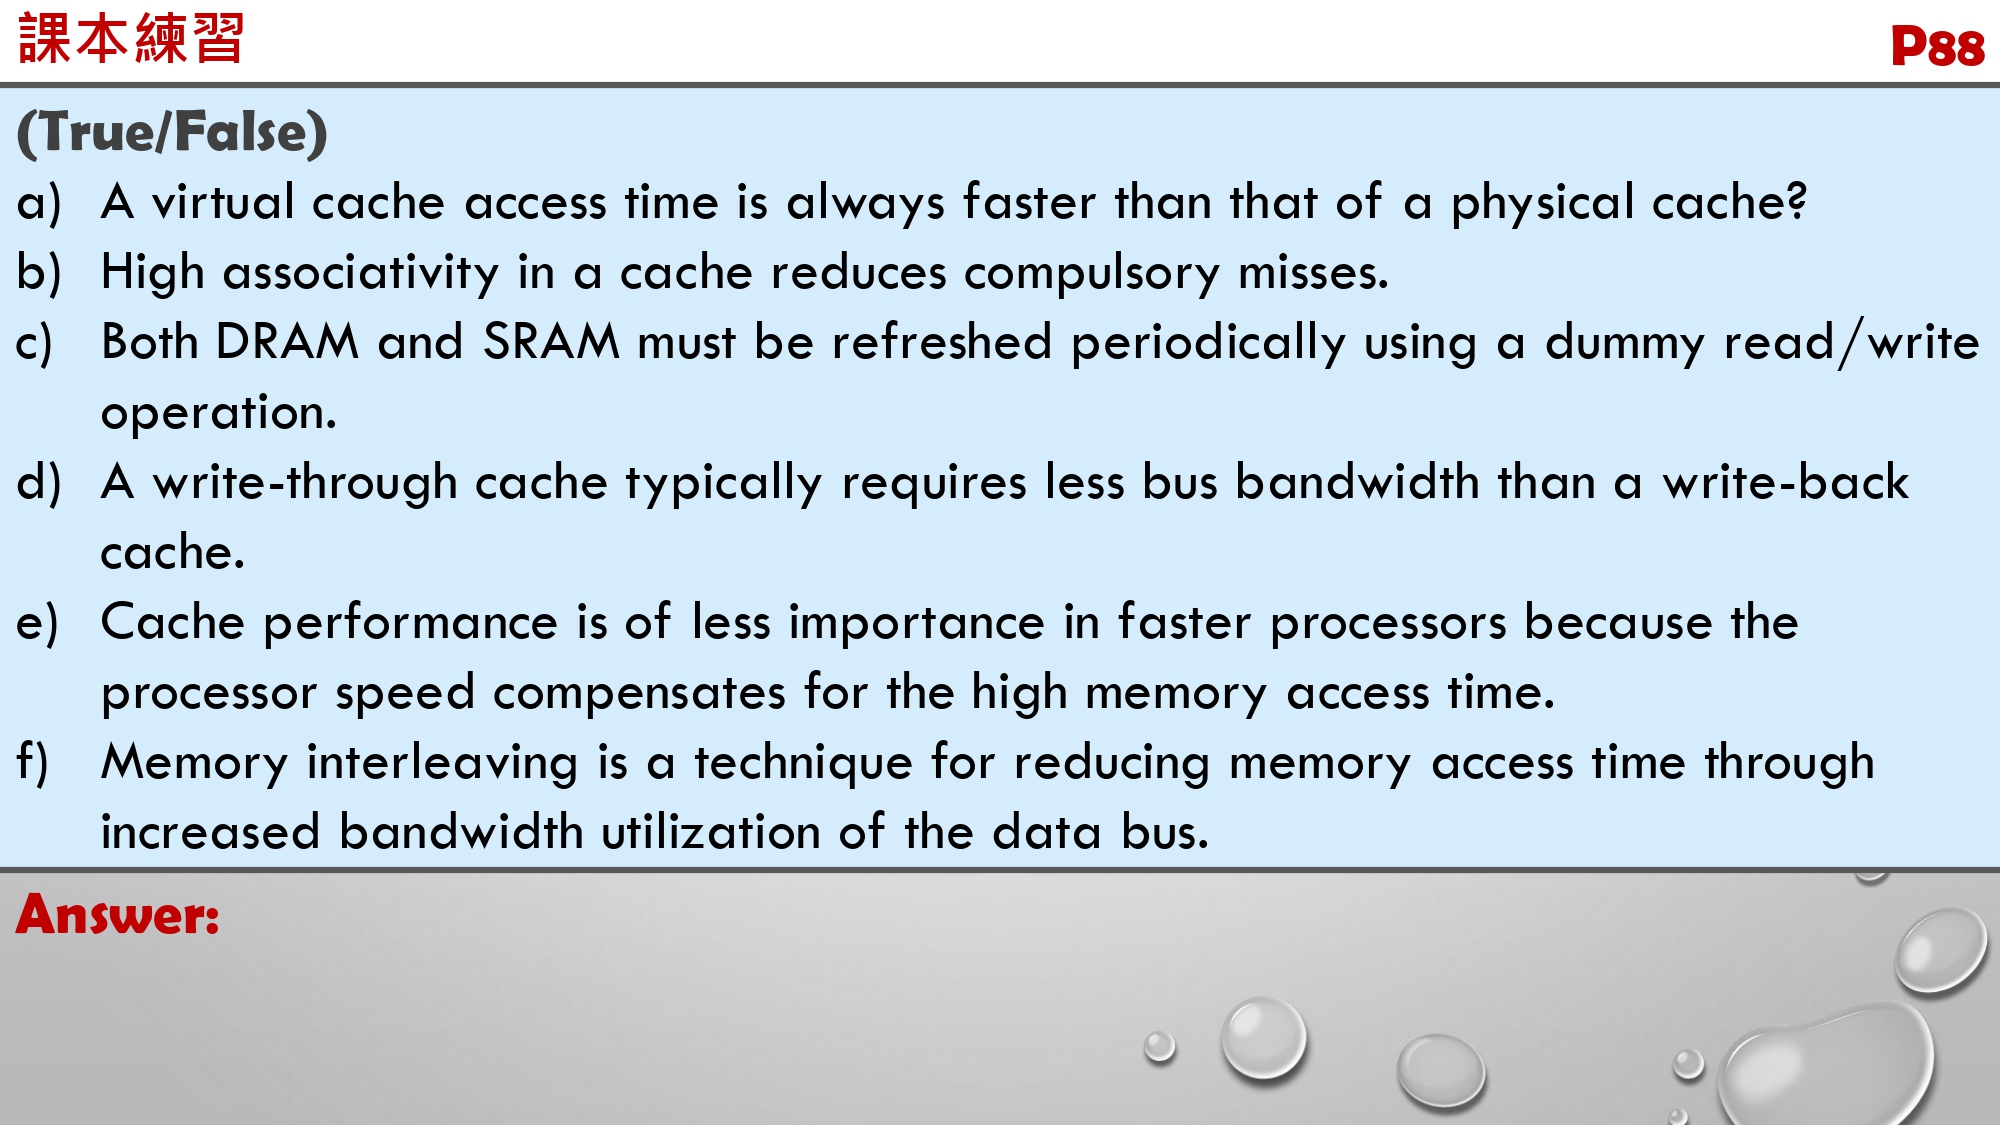 課本練習
P88
(True/False)
a) A virtual cache access time is always faster than that of a physical cache?
b) High associativity in a cache reduces compulsory misses.
c) Both DRAM and SRAM must be refreshed periodically using a dummy read/write
operation.
d) A write-through cache typically requires less bus bandwidth than a write-back
cache.
e) Cache performance is of less importance in faster processors because the
processor speed compensates for the high memory access time.
f) Memory interleaving is a technique for reducing memory access time through
increased bandwidth utilization of the data bus.
Answer: